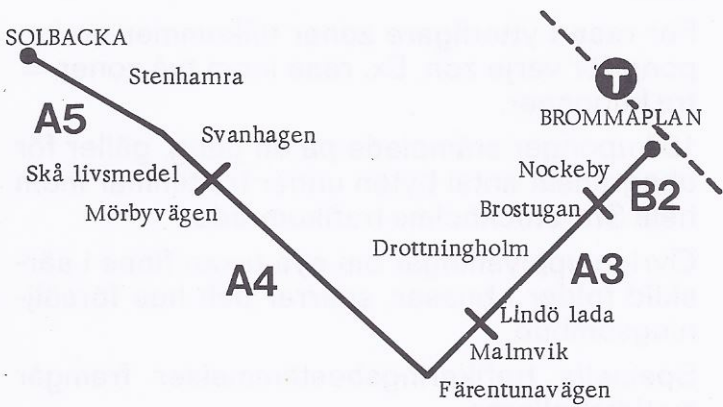 SOLBACKA
Stenhamra
A5
Svanhagen
Skå livsmedel
Mörbyvägen
A4
T
BROMMAPLAN
Nockeby
B2
Brostugan
Drottningholm
A3
Lindö lada
Malmvik
Färentunavägen